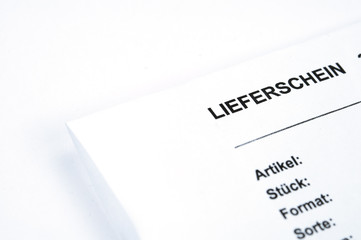 LIEFERSCHEIN
Artikel:
Stück:
Format:
Sorte: